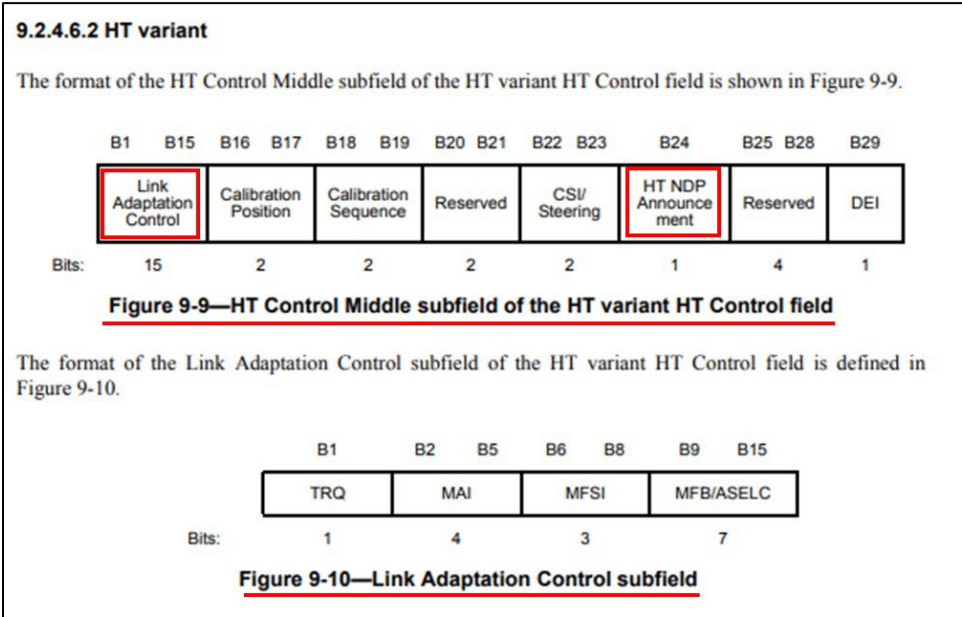 9.2.4.6.2 HT variant
The format of the HT Control Middle subfield of the HT variant HT Control field is shown in Figure 9-9.
B1 B15 B16 B17 B18 B19 B20 B21 B22 B23 B24 B25 B28 B29
Link Adaptation Control Calibration Position Calibration Sequence Reserved CSI/ Steering HT NDP Announce ment Reserved DEI
Bits: 15 2 2 2 2 1 4 1
Figure 9-9—HT Control Middle subfield of the HT variant HT Control field
The format of the Link Adaptation Control subfield of the HT variant HT Control field is defined in
Figure 9-10.
B1 B2 B5 B6 B8 B9 B15
TRQ MAI MFSI MFB/ASELC
Bits: 1 4 3 7
Figure 9-10—Link Adaptation Control subfield